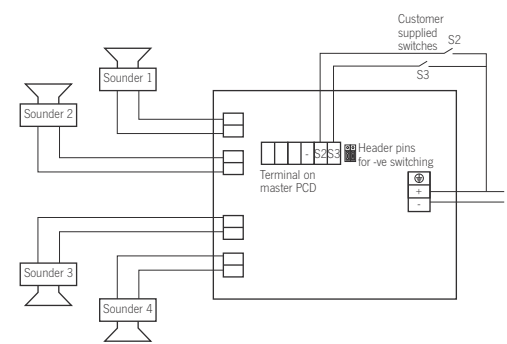 Customer
supplied
switches
S2
S3
Sounder 1
Sounder 2
- S2 S3
Header pins
for -ve switching
Terminal on
master PCD
+
-
Sounder 3
Sounder 4